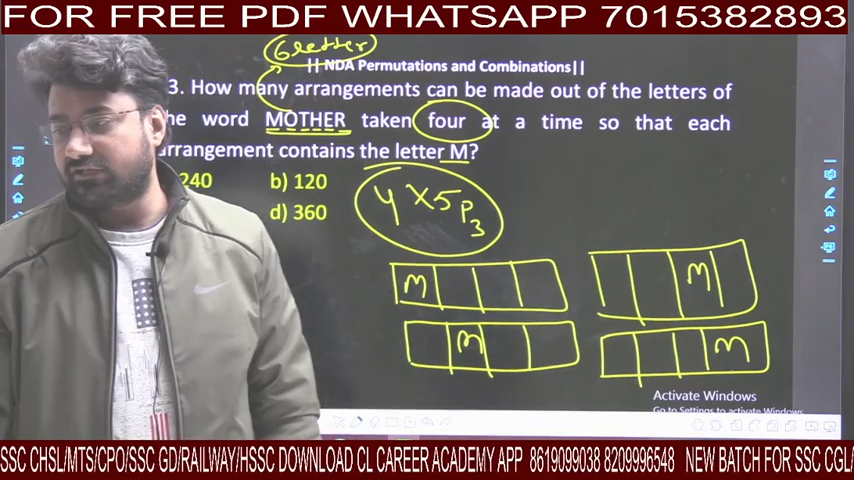 FOR FREE PDF WHATSAPP 7015382893
6 letter
|| NDA Permutations and Combinations||
3. How many arrangements can be made out of the letters of
he word MOTHER taken four at a time so that each
arrangement contains the letter M?
240 b) 120
d) 360
4 × 5P3
M M
M M
Activate Windows
Go to Settings to activate Windows
SSC CHSL/MTS/CPO/SSC GD/RAILWAY/HSSC DOWNLOAD CL CAREER ACADEMY APP 8619099038 8209996548 NEW BATCH FOR SSC CGL/